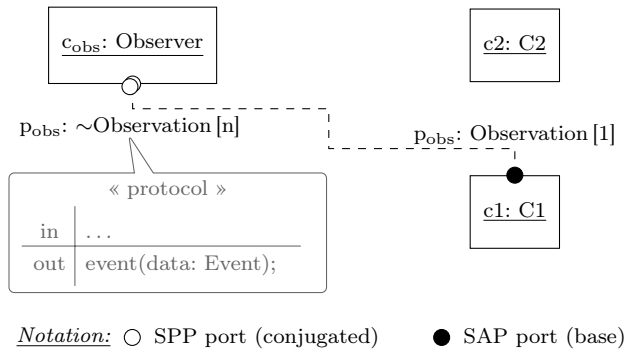 c_obs: Observer
c2: C2
p_obs: ~Observation [n]
p_obs: Observation [1]
« protocol »
in ...
out event(data: Event);
c1: C1
Notation: SPP port (conjugated) SAP port (base)